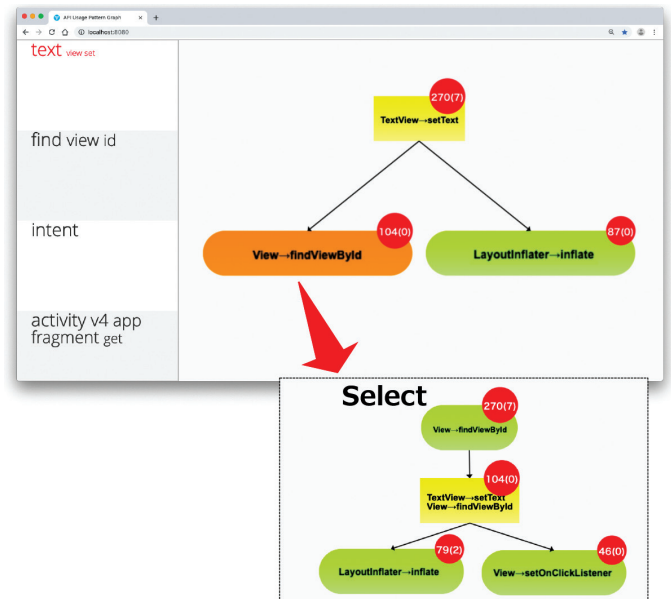 API Usage Pattern Graph
localhost:8080
text view set
find view id
intent
activity v4 app
fragment get
270(7)
TextView→setText
104(0)
View→findViewById
87(0)
LayoutInflater→inflate
Select
270(7)
View→findViewById
104(0)
TextView→setText
View→findViewById
79(2)
LayoutInflater→inflate
46(0)
View→setOnClickListener